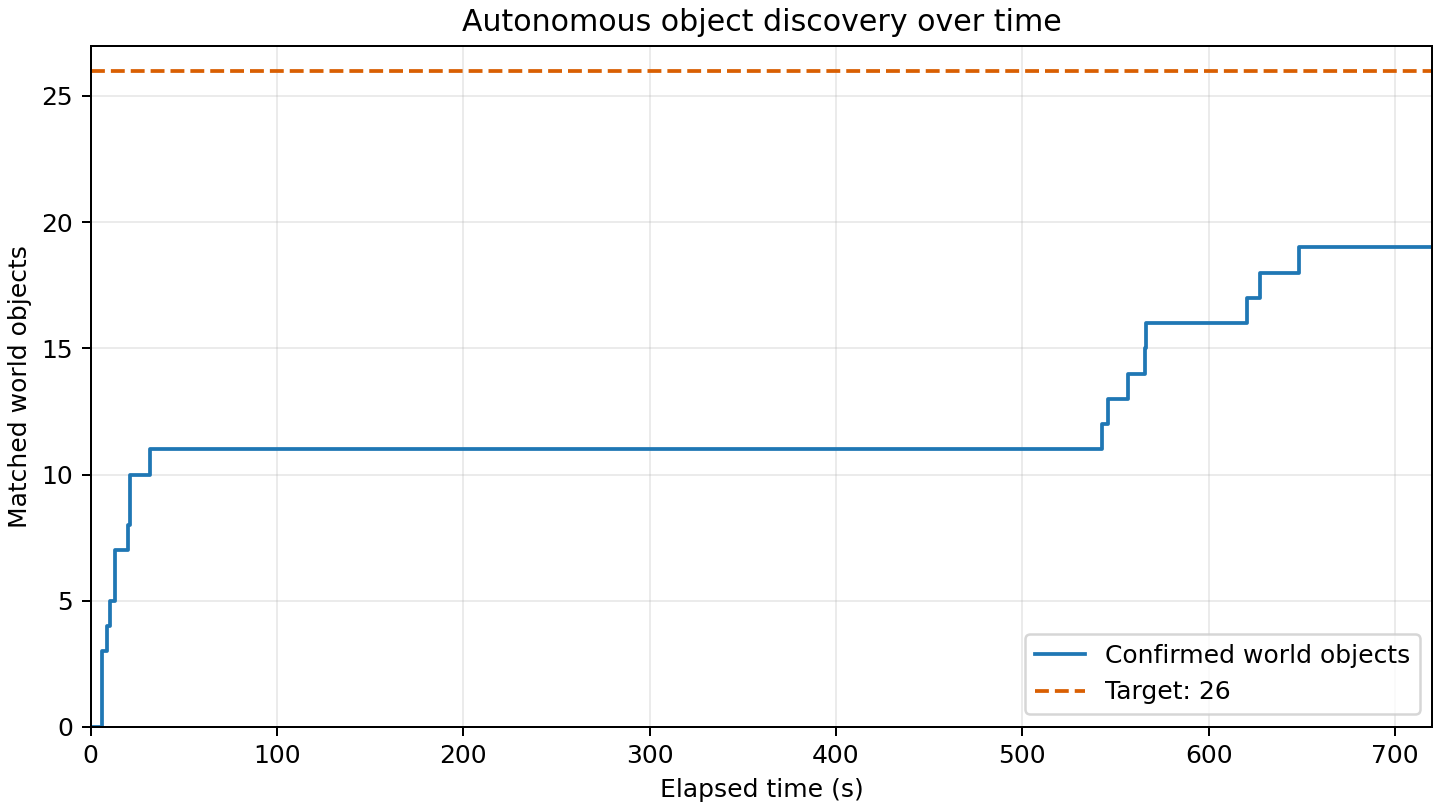 Autonomous object discovery over time
Matched world objects
25
20
15
10
5
0
0 100 200 300 400 500 600 700
Elapsed time (s)
Confirmed world objects
Target: 26